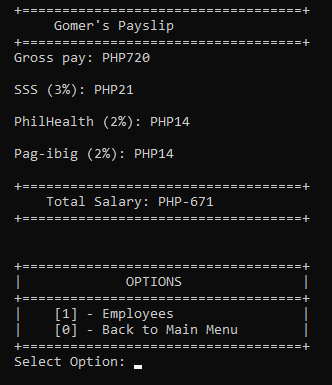 +===================================+
Gomer's Payslip
+===================================+
Gross pay: PHP720
SSS (3%): PHP21
PhilHealth (2%): PHP14
Pag-ibig (2%): PHP14
+===================================+
Total Salary: PHP-671
+===================================+
+===================================+
| OPTIONS |
+===================================+
| [1] - Employees |
| [0] - Back to Main Menu |
+===================================+
Select Option: